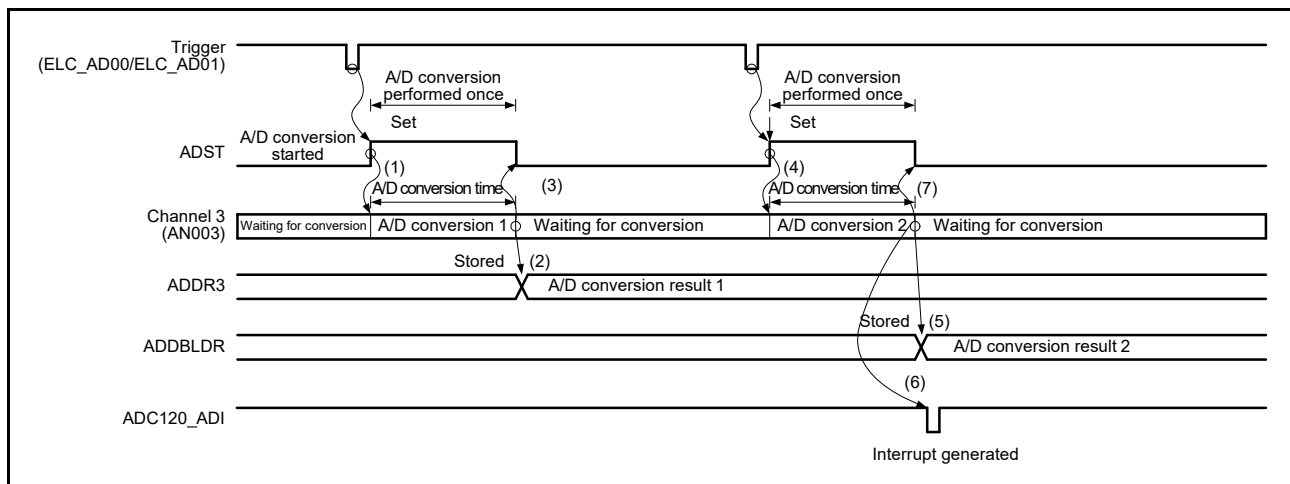 Trigger
(ELC_AD00/ELC_AD01)
A/D conversion
performed once
A/D conversion
performed once
Set
Set
A/D conversion
started
ADST
(1)
(3)
(4)
(7)
A/D conversion time
A/D conversion time
Channel 3
(AN003)
Waiting for conversion
A/D conversion 1
Waiting for conversion
A/D conversion 2
Waiting for conversion
Stored
(2)
ADDR3
A/D conversion result 1
Stored
(5)
ADDBLDR
A/D conversion result 2
(6)
ADC120_ADI
Interrupt generated